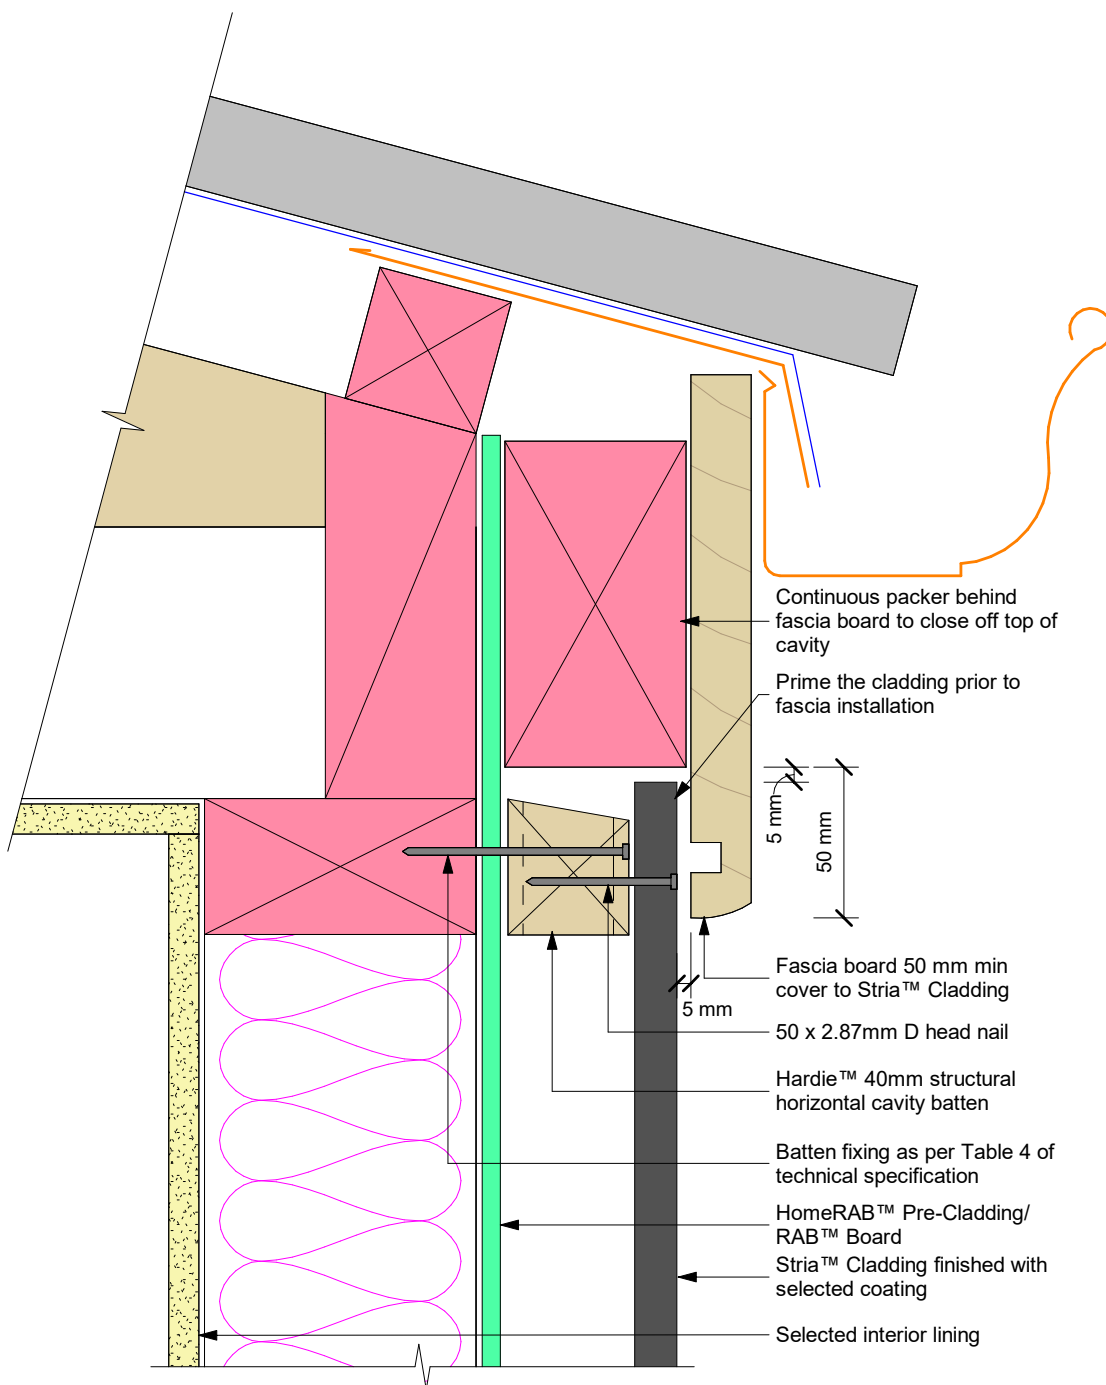 Continuous packer behind
fascia board to close off top of
cavity
Prime the cladding prior to
fascia installation
5 mm
50 mm
Fascia board 50 mm min
cover to Stria™ Cladding
5 mm
50 x 2.87mm D head nail
Hardie™ 40mm structural
horizontal cavity batten
Batten fixing as per Table 4 of
technical specification
HomeRAB™ Pre-Cladding/
RAB™ Board
Stria™ Cladding finished with
selected coating
Selected interior lining